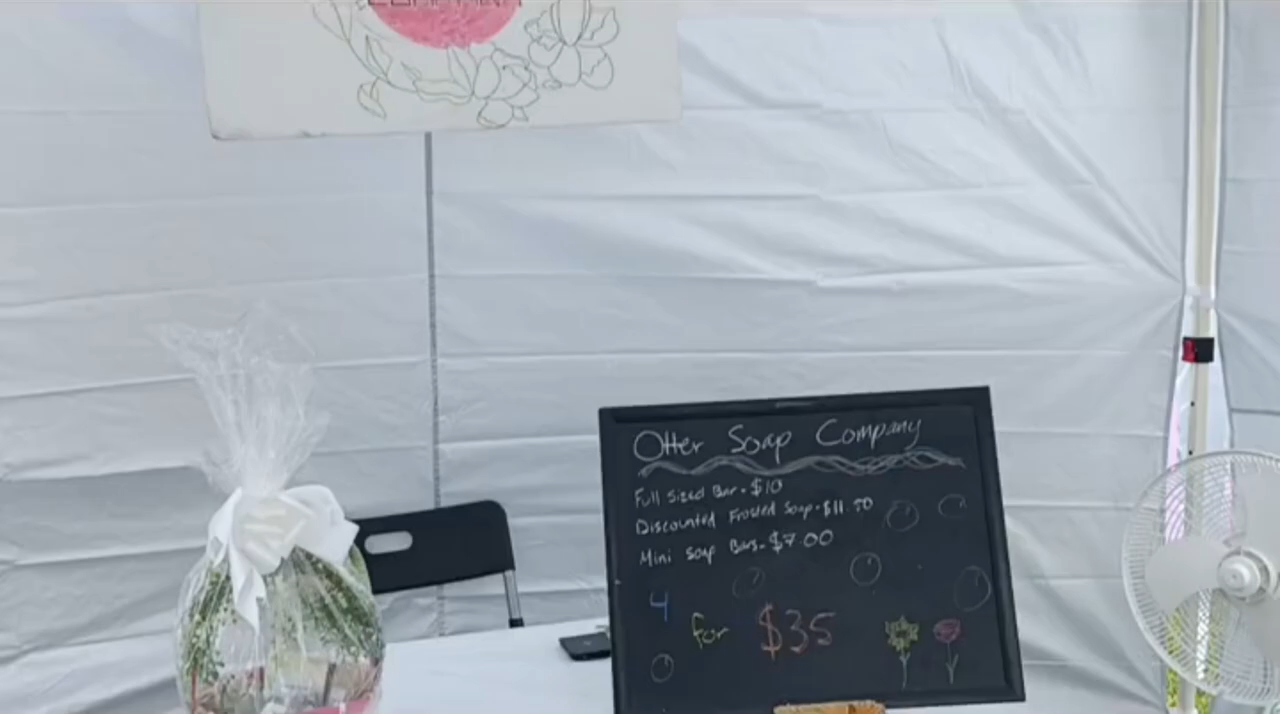 Otter Soap Company
Full Sized Bar - $10
Discounted Frosted Soap - $11.50
Mini Soap Bars - $7.00
4 for $35